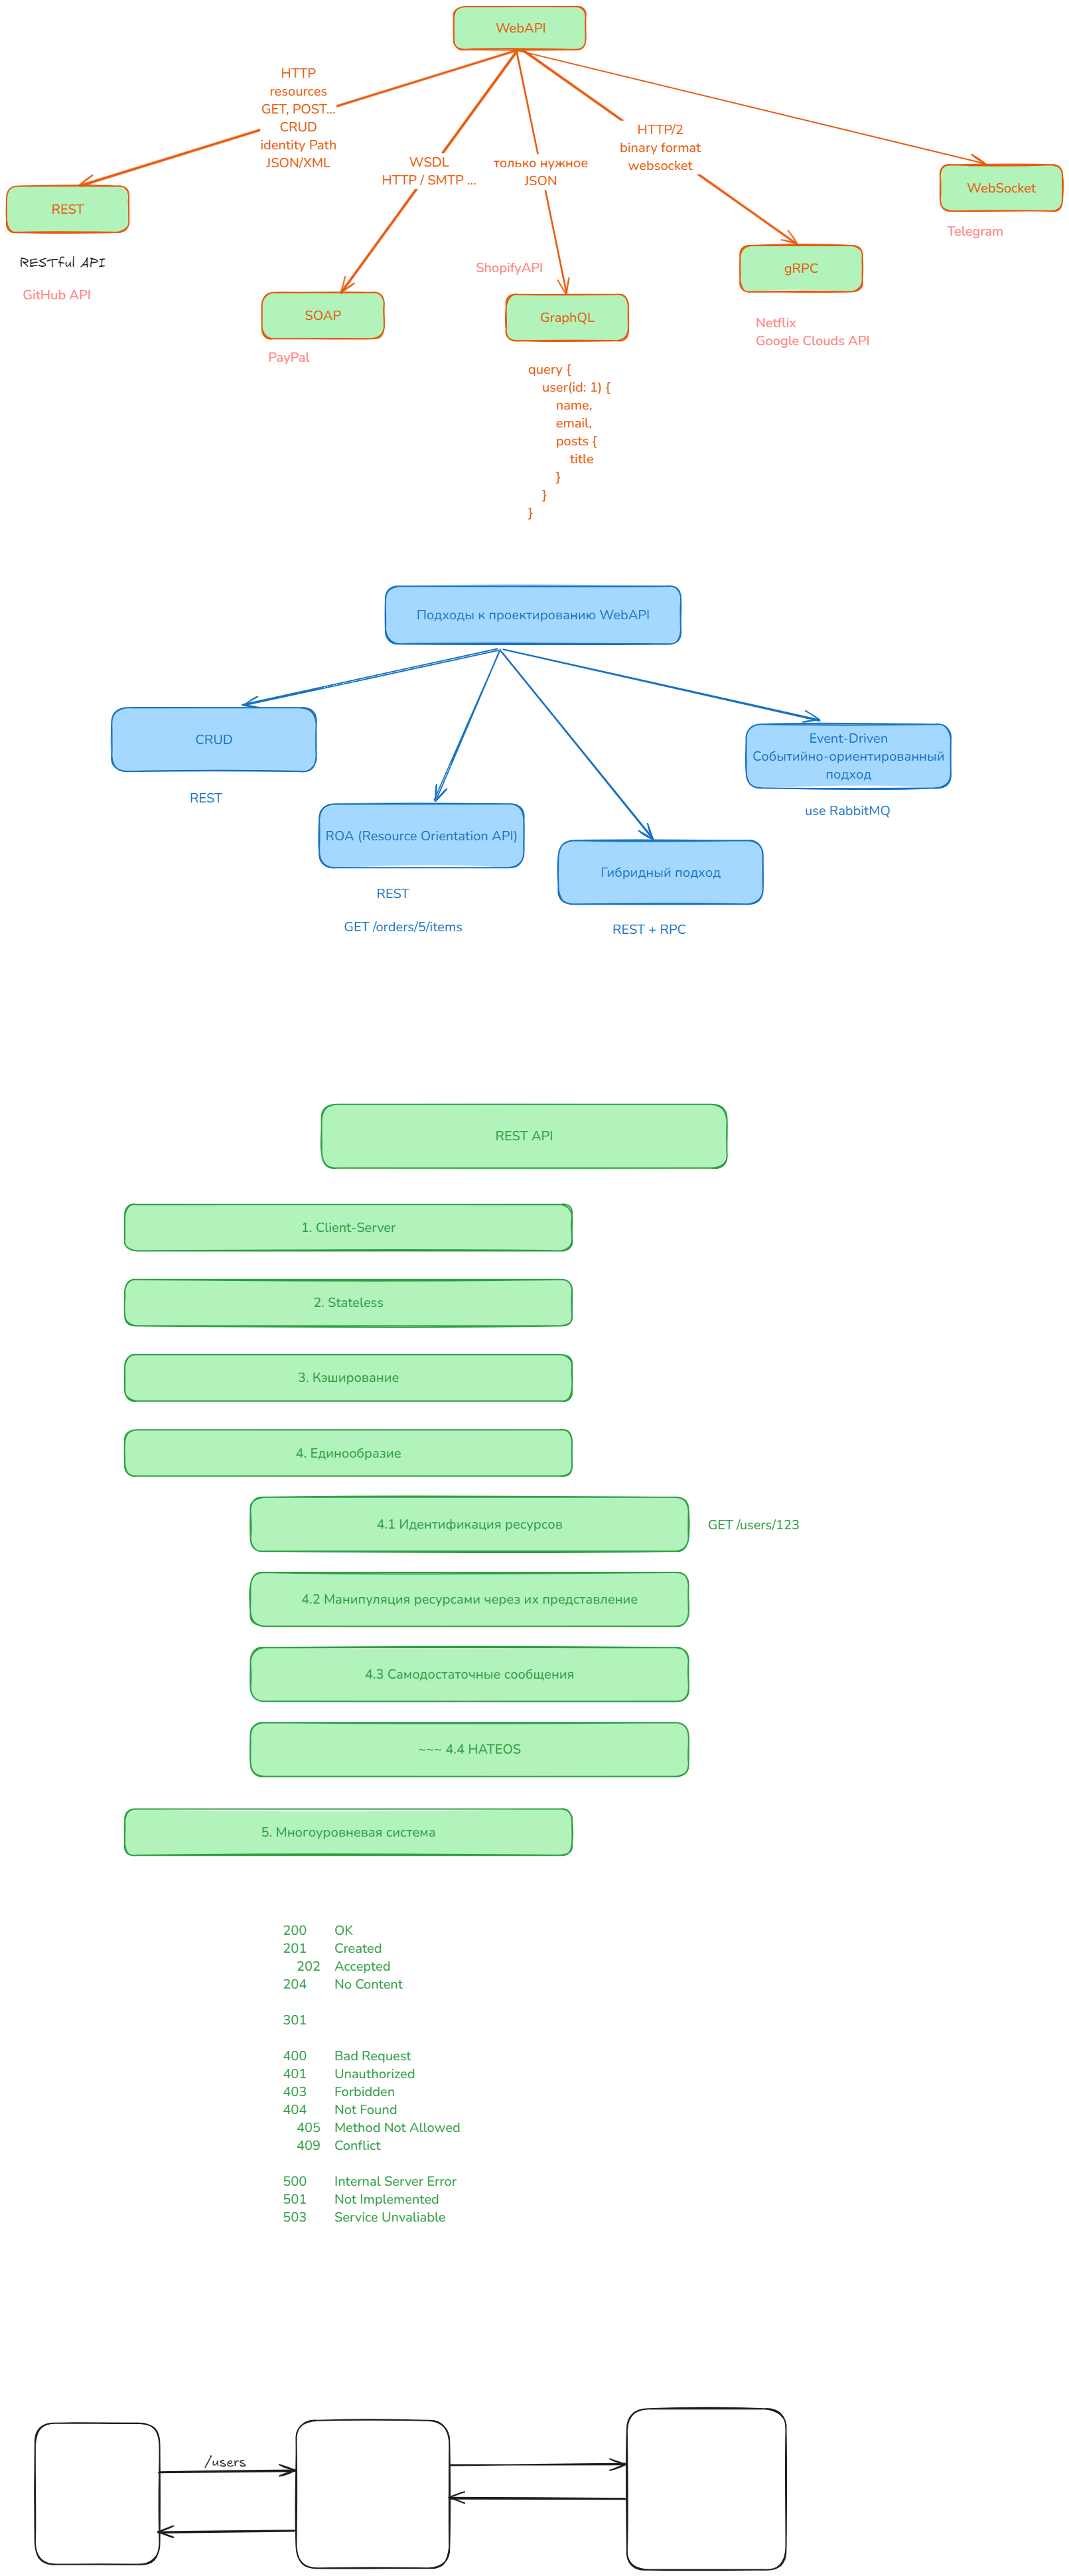 WebAPI
HTTP
resources
GET, POST...
CRUD
identity Path
JSON/XML
WSDL
HTTP / SMTP ...
только нужное
JSON
HTTP/2
binary format
websocket
REST
RESTful API
GitHub API
SOAP
PayPal
ShopifyAPI
GraphQL
gRPC
Netflix
Google Clouds API
WebSocket
Telegram
query {
user(id: 1) {
name,
email,
posts {
title
}
}
}
Подходы к проектированию WebAPI
CRUD
REST
ROA (Resource Orientation API)
REST
GET /orders/5/items
Гибридный подход
REST + RPC
Event-Driven
Событийно-ориентированный
подход
use RabbitMQ
REST API
1. Client-Server
2. Stateless
3. Кэширование
4. Единообразие
4.1 Идентификация ресурсов
GET /users/123
4.2 Манипуляция ресурсами через их представление
4.3 Самодостаточные сообщения
~~~ 4.4 HATEOS
5. Многоуровневая система
200 OK
201 Created
202 Accepted
204 No Content
301
400 Bad Request
401 Unauthorized
403 Forbidden
404 Not Found
405 Method Not Allowed
409 Conflict
500 Internal Server Error
501 Not Implemented
503 Service Unvaliable
/users